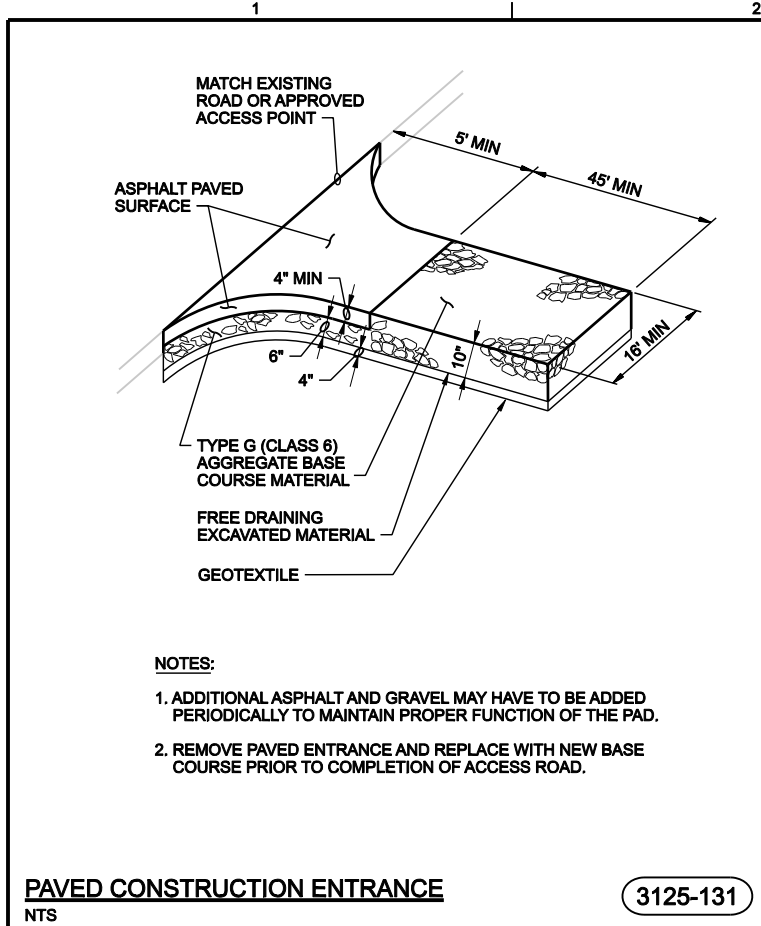 1
2
MATCH EXISTING
ROAD OR APPROVED
ACCESS POINT
5' MIN
45' MIN
ASPHALT PAVED
SURFACE
4" MIN
16' MIN
10"
6"
4"
TYPE G (CLASS 6)
AGGREGATE BASE
COURSE MATERIAL
FREE DRAINING
EXCAVATED MATERIAL
GEOTEXTILE
NOTES:
1. ADDITIONAL ASPHALT AND GRAVEL MAY HAVE TO BE ADDED
PERIODICALLY TO MAINTAIN PROPER FUNCTION OF THE PAD.
2. REMOVE PAVED ENTRANCE AND REPLACE WITH NEW BASE
COURSE PRIOR TO COMPLETION OF ACCESS ROAD.
PAVED CONSTRUCTION ENTRANCE
NTS
3125-131